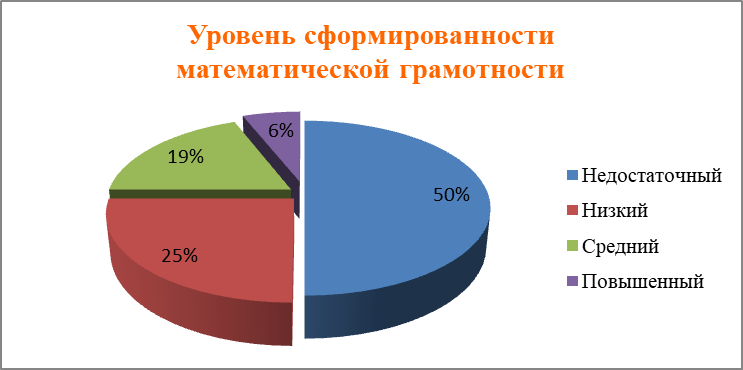 Уровень сформированности
математической грамотности
6%
19%
50%
25%
Недостаточный
Низкий
Средний
Повышенный